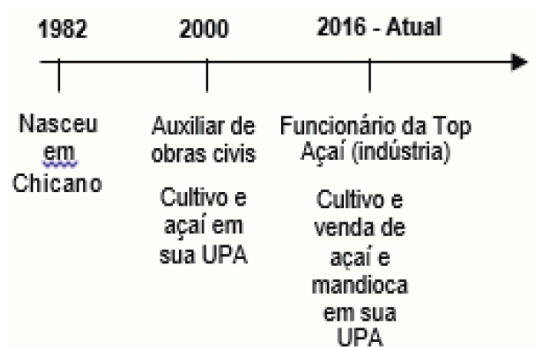 1982
2000
2016 - Atual
Nasceu
em
Chicano
Auxiliar de
obras civis
Cultivo e
açaí em
sua UPA
Funcionário da Top
Açaí (indústria)
Cultivo e
venda de
açaí e
mandioca
em sua
UPA